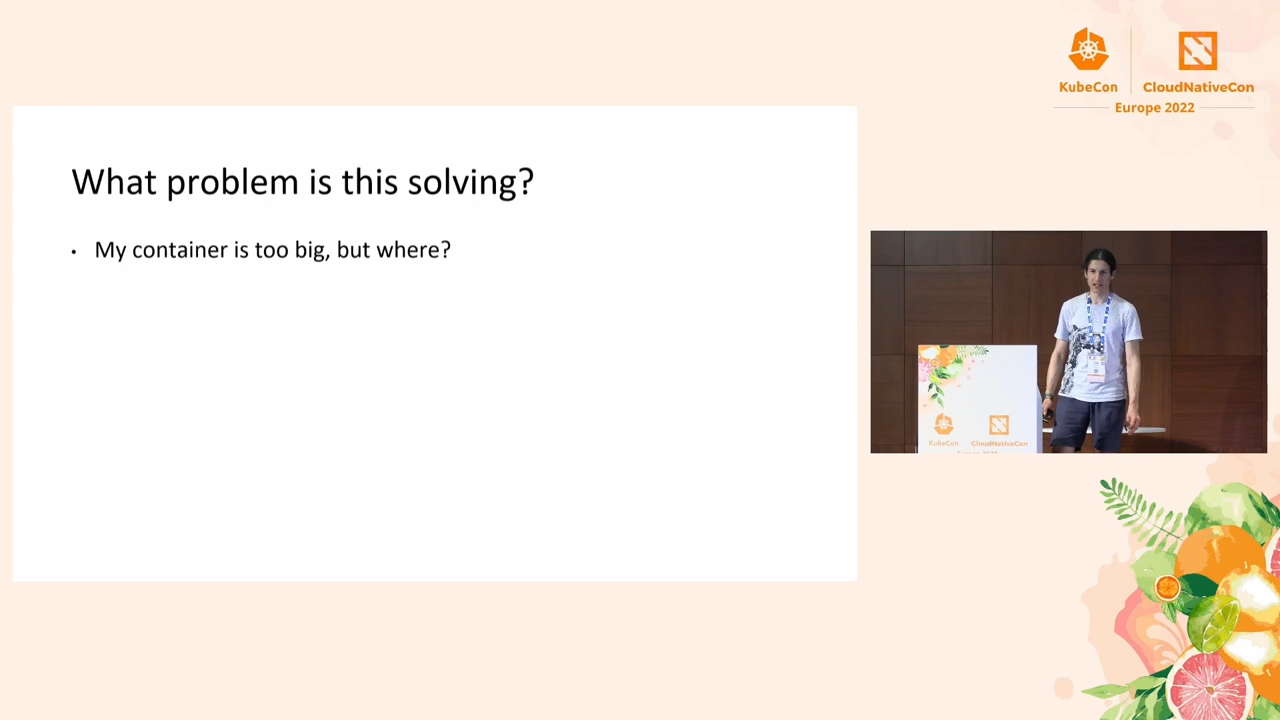 KubeCon
CloudNativeCon
Europe 2022
What problem is this solving?
• My container is too big, but where?
KubeCon
CloudNativeCon